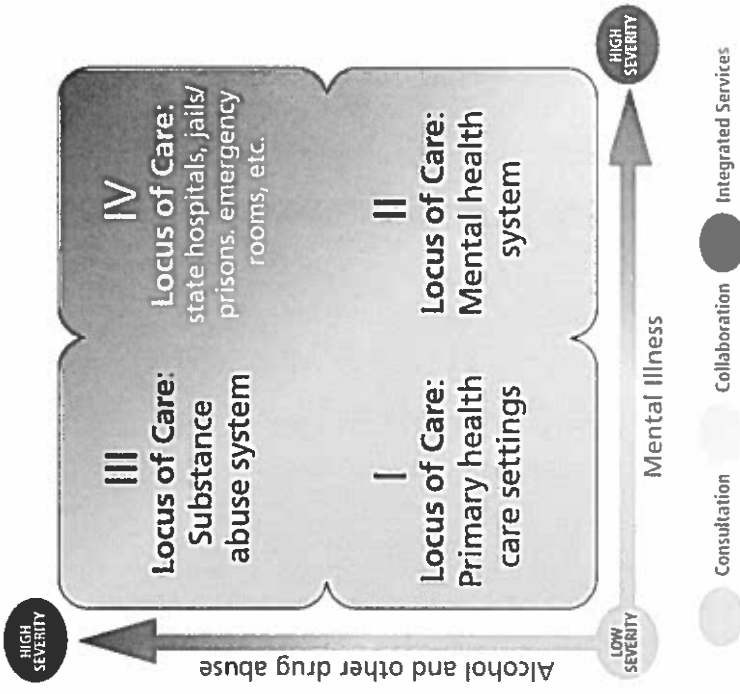 HIGH
SEVERITY
III
Locus of Care:
Substance
abuse system
IV
Locus of Care:
state hospitals, jails/
prisons. emergency
rooms, etc.
I
Locus of Care:
Primary health
care settings
II
Locus of Care:
Mental health
system
Alcohol and other drug abuse
LOW
SEVERITY
Mental Illness
HIGH
SEVERITY
Consultation
Collaboration
Integrated Services